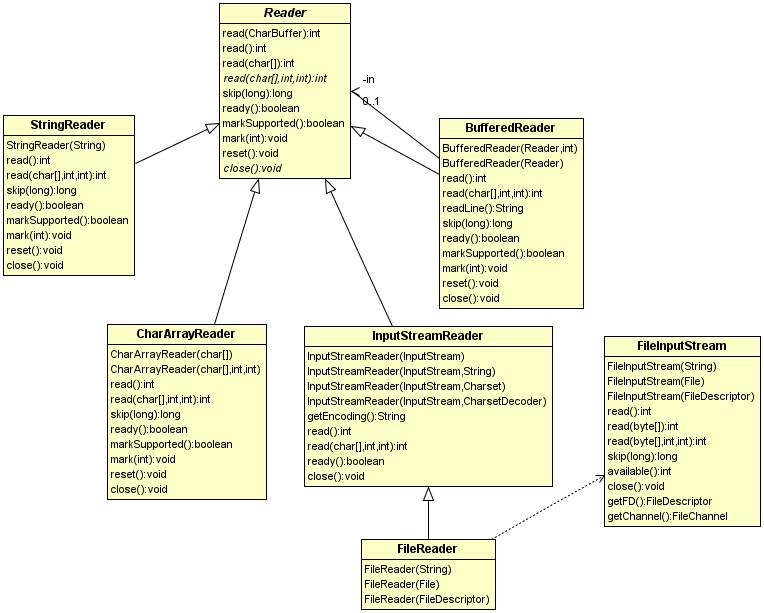 Reader
read(CharBuffer):int
read():int
read(char[]):int
read(char[],int,int):int
skip(long):long
ready():boolean
markSupported():boolean
mark(int):void
reset():void
close():void
-in
0..1
StringReader
StringReader(String)
read():int
read(char[],int,int):int
skip(long):long
ready():boolean
markSupported():boolean
mark(int):void
reset():void
close():void
BufferedReader
BufferedReader(Reader,int)
BufferedReader(Reader)
read():int
read(char[],int,int):int
readLine():String
skip(long):long
ready():boolean
markSupported():boolean
mark(int):void
reset():void
close():void
CharArrayReader
CharArrayReader(char[])
CharArrayReader(char[],int,int)
read():int
read(char[],int,int):int
skip(long):long
ready():boolean
markSupported():boolean
mark(int):void
reset():void
close():void
InputStreamReader
InputStreamReader(InputStream)
InputStreamReader(InputStream,String)
InputStreamReader(InputStream,Charset)
InputStreamReader(InputStream,CharsetDecoder)
getEncoding():String
read():int
read(char[],int,int):int
ready():boolean
close():void
FileInputStream
FileInputStream(String)
FileInputStream(File)
FileInputStream(FileDescriptor)
read():int
read(byte[]):int
read(byte[],int,int):int
skip(long):long
available():int
close():void
getFD():FileDescriptor
getChannel():FileChannel
FileReader
FileReader(String)
FileReader(File)
FileReader(FileDescriptor)